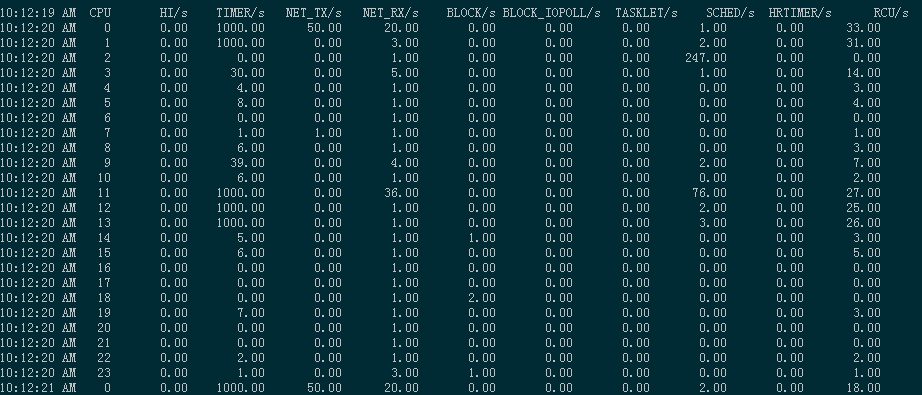 10:12:19 AM CPU HI/s TIMER/s NET_TX/s NET_RX/s BLOCK/s BLOCK_IOPOLL/s TASKLET/s SCHED/s HRTIMER/s RCU/s
10:12:20 AM 0 0.00 1000.00 50.00 20.00 0.00 0.00 0.00 1.00 0.00 33.00
10:12:20 AM 1 0.00 1000.00 0.00 3.00 0.00 0.00 0.00 2.00 0.00 31.00
10:12:20 AM 2 0.00 0.00 0.00 1.00 0.00 0.00 0.00 247.00 0.00 0.00
10:12:20 AM 3 0.00 30.00 0.00 5.00 0.00 0.00 0.00 1.00 0.00 14.00
10:12:20 AM 4 0.00 4.00 0.00 1.00 0.00 0.00 0.00 0.00 0.00 3.00
10:12:20 AM 5 0.00 8.00 0.00 1.00 0.00 0.00 0.00 0.00 0.00 4.00
10:12:20 AM 6 0.00 0.00 0.00 1.00 0.00 0.00 0.00 0.00 0.00 0.00
10:12:20 AM 7 0.00 1.00 1.00 1.00 0.00 0.00 0.00 0.00 0.00 1.00
10:12:20 AM 8 0.00 6.00 0.00 1.00 0.00 0.00 0.00 0.00 0.00 3.00
10:12:20 AM 9 0.00 39.00 0.00 4.00 0.00 0.00 0.00 2.00 0.00 7.00
10:12:20 AM 10 0.00 6.00 0.00 1.00 0.00 0.00 0.00 0.00 0.00 2.00
10:12:20 AM 11 0.00 1000.00 0.00 36.00 0.00 0.00 0.00 76.00 0.00 27.00
10:12:20 AM 12 0.00 1000.00 0.00 1.00 0.00 0.00 0.00 2.00 0.00 25.00
10:12:20 AM 13 0.00 1000.00 0.00 1.00 0.00 0.00 0.00 3.00 0.00 26.00
10:12:20 AM 14 0.00 5.00 0.00 1.00 1.00 0.00 0.00 0.00 0.00 3.00
10:12:20 AM 15 0.00 6.00 0.00 1.00 0.00 0.00 0.00 0.00 0.00 5.00
10:12:20 AM 16 0.00 0.00 0.00 1.00 0.00 0.00 0.00 0.00 0.00 0.00
10:12:20 AM 17 0.00 0.00 0.00 1.00 0.00 0.00 0.00 0.00 0.00 0.00
10:12:20 AM 18 0.00 0.00 0.00 1.00 2.00 0.00 0.00 0.00 0.00 0.00
10:12:20 AM 19 0.00 7.00 0.00 1.00 0.00 0.00 0.00 0.00 0.00 3.00
10:12:20 AM 20 0.00 0.00 0.00 1.00 0.00 0.00 0.00 0.00 0.00 0.00
10:12:20 AM 21 0.00 0.00 0.00 1.00 0.00 0.00 0.00 0.00 0.00 0.00
10:12:20 AM 22 0.00 2.00 0.00 1.00 0.00 0.00 0.00 0.00 0.00 2.00
10:12:20 AM 23 0.00 1.00 0.00 3.00 1.00 0.00 0.00 0.00 0.00 1.00
10:12:21 AM 0 0.00 1000.00 50.00 20.00 0.00 0.00 0.00 2.00 0.00 18.00